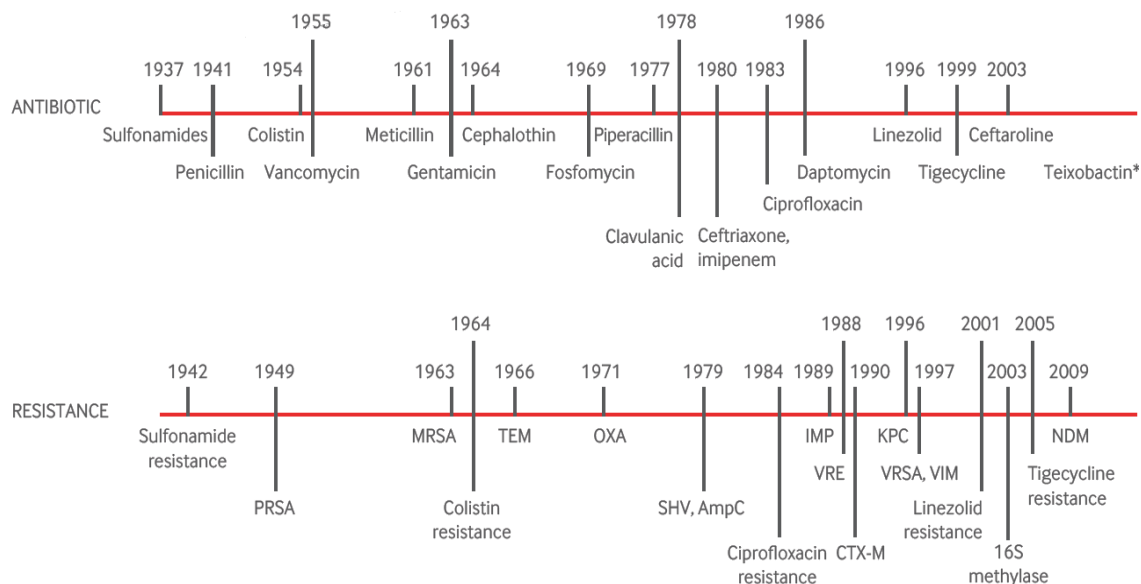 1955
1963
1978
1986
1937
1941
1954
1961
1964
1969
1977
1980
1983
1996
1999
2003
ANTIBIOTIC
Sulfonamides
Colistin
Meticillin
Cephalothin
Piperacillin
Linezolid
Ceftaroline
Penicillin
Vancomycin
Gentamicin
Fosfomycin
Daptomycin
Tigecycline
Teixobactin*
Ciprofloxacin
Clavulanic
acid
Ceftriaxone,
imipenem
1964
1988
1996
2001
2005
1942
1949
1963
1966
1971
1979
1984
1989
1990
1997
2003
2009
RESISTANCE
Sulfonamide
resistance
MRSA
TEM
OXA
IMP
KPC
NDM
VRE
VRSA, VIM
Tigecycline
resistance
PRSA
Colistin
resistance
SHV, AmpC
Linezolid
resistance
Ciprofloxacin
resistance
CTX-M
16S
methylase